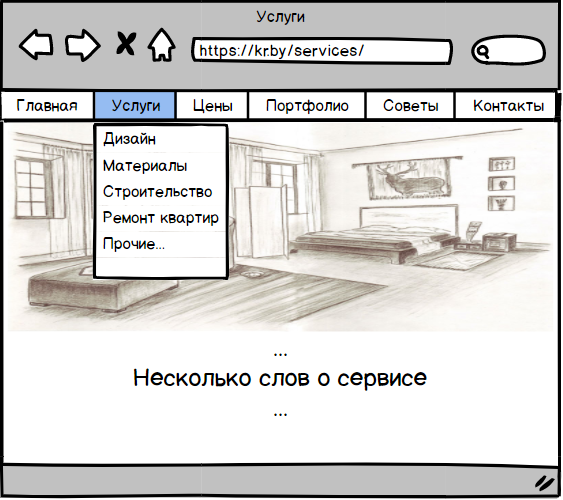 Услуги
https://kr.by/services/
Главная Услуги Цены Портфолио Советы Контакты
Дизайн
Материалы
Строительство
Ремонт квартир
Прочие...
...
Несколько слов о сервисе
...